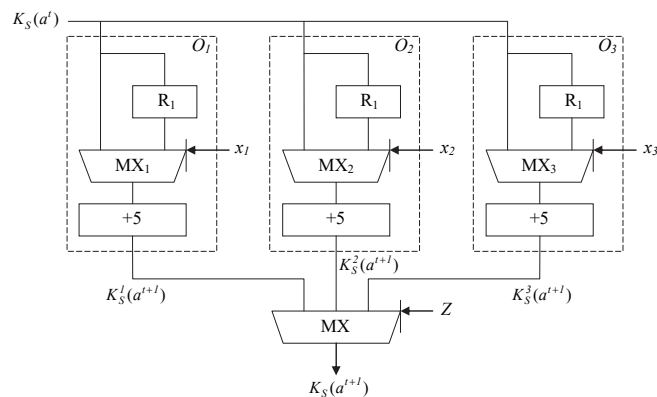 K_S(a^t)
O_1 O_2 O_3
R_1 R_1 R_1
MX_1 x_1 MX_2 x_2 MX_3 x_3
+5 +5 +5
K_S^1(a^{t+1}) K_S^2(a^{t+1}) K_S^3(a^{t+1})
MX Z
K_S(a^{t+1})